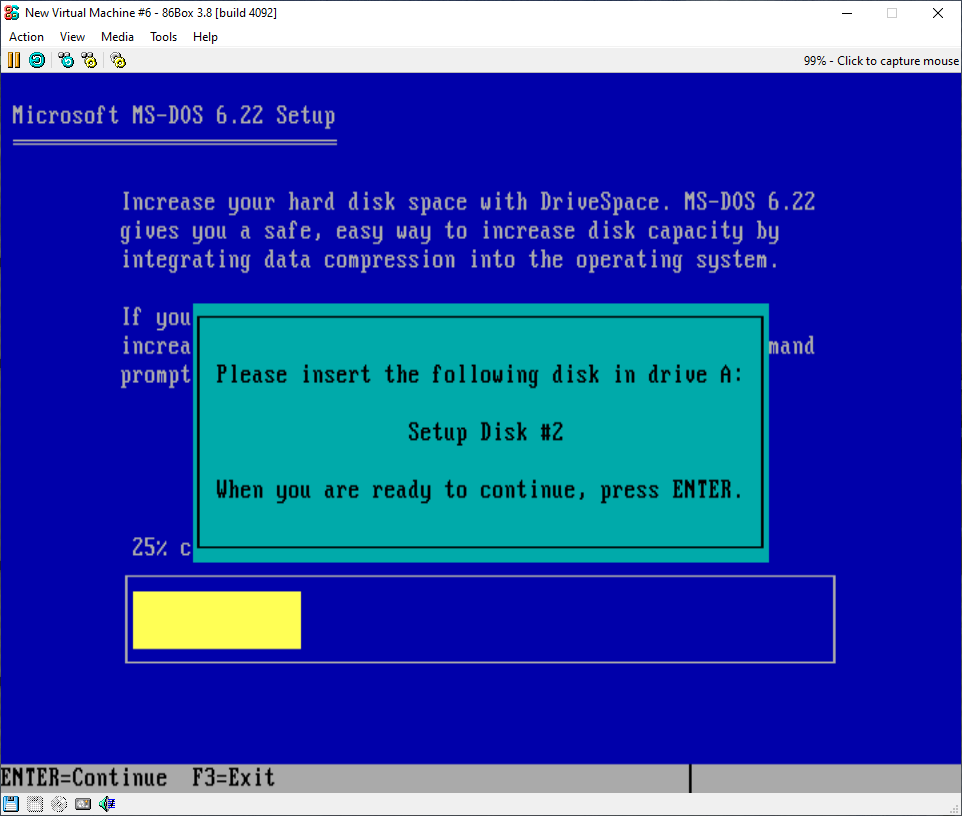 New Virtual Machine #6 - 86Box 3.8 [build 4092]
Action View Media Tools Help
99% - Click to capture mouse
Microsoft MS-DOS 6.22 Setup
Increase your hard disk space with DriveSpace. MS-DOS 6.22
gives you a safe, easy way to increase disk capacity by
integrating data compression into the operating system.
If you
increa
mand
prompt
Please insert the following disk in drive A:
Setup Disk #2
When you are ready to continue, press ENTER.
25% c
ENTER=Continue F3=Exit